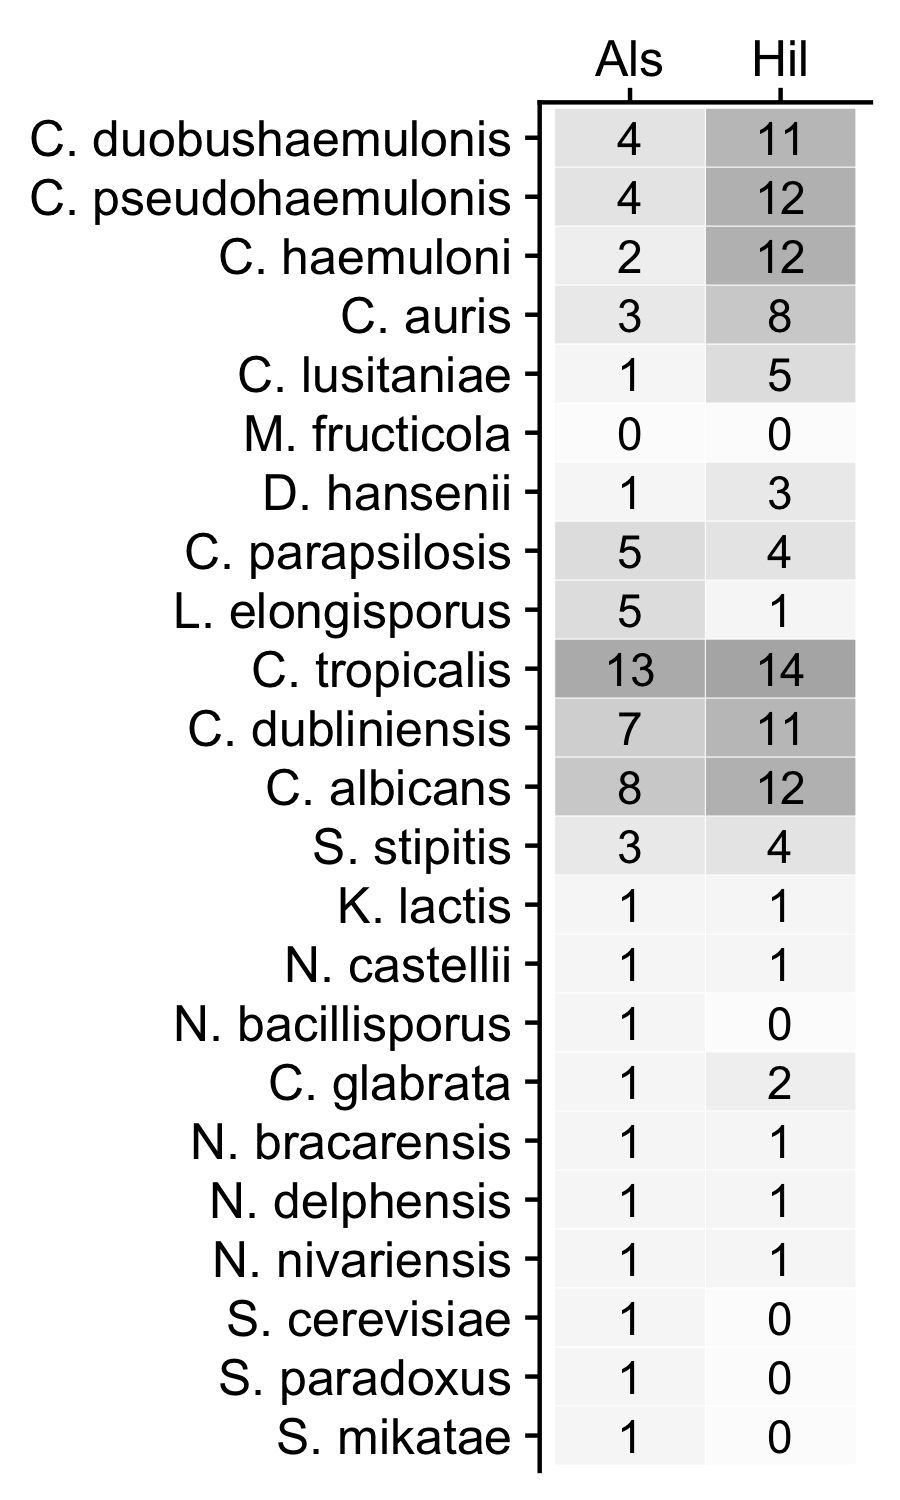 Als Hil
C. duobushaemulonis 4 11
C. pseudohaemulonis 4 12
C. haemuloni 2 12
C. auris 3 8
C. lusitaniae 1 5
M. fructicola 0 0
D. hansenii 1 3
C. parapsilosis 5 4
L. elongisporus 5 1
C. tropicalis 13 14
C. dubliniensis 7 11
C. albicans 8 12
S. stipitis 3 4
K. lactis 1 1
N. castellii 1 1
N. bacillisporus 1 0
C. glabrata 1 2
N. bracarensis 1 1
N. delphensis 1 1
N. nivariensis 1 1
S. cerevisiae 1 0
S. paradoxus 1 0
S. mikatae 1 0